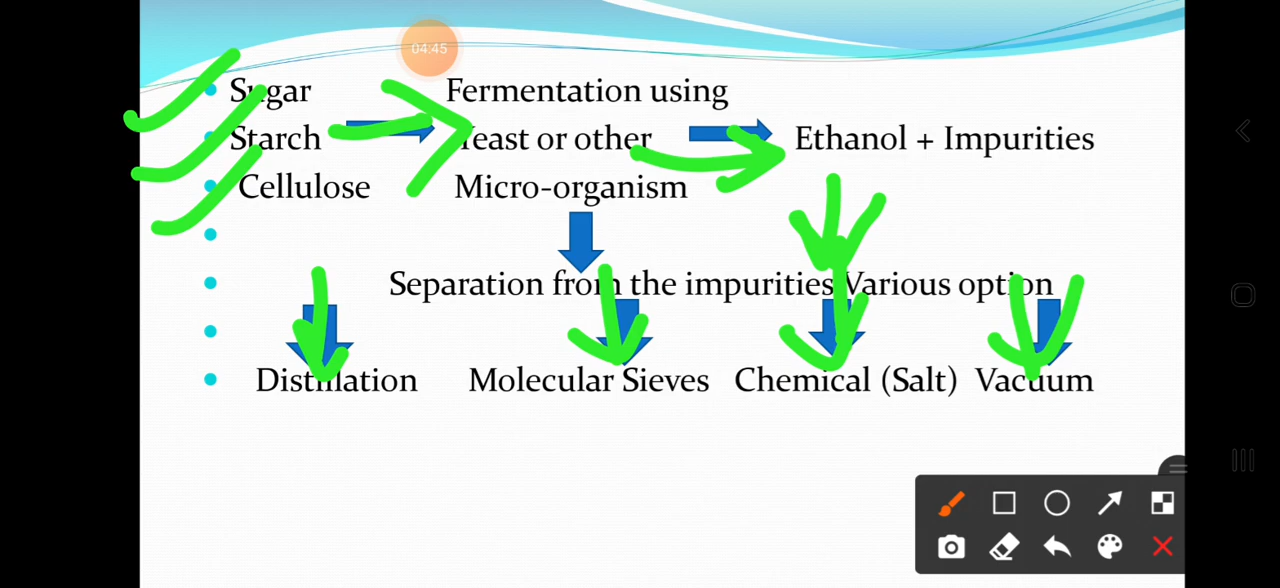 04:45
Sugar Fermentation using
Starch Yeast or other Ethanol + Impurities
Cellulose Micro-organism
Separation from the impurities Various option
Distillation Molecular Sieves Chemical (Salt) Vacuum